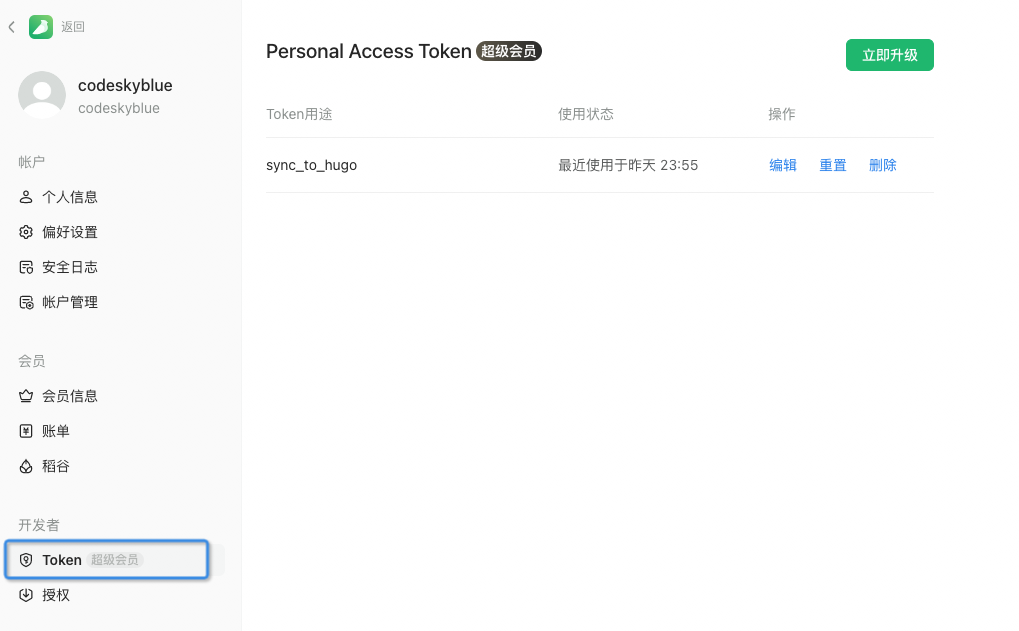 返回
codeskyblue
codeskyblue
帐户
个人信息
偏好设置
安全日志
帐户管理
会员
会员信息
账单
稻谷
开发者
Token 超级会员
授权
Personal Access Token 超级会员
立即升级
Token用途 使用状态 操作
sync_to_hugo 最近使用于昨天 23:55 编辑 重置 删除